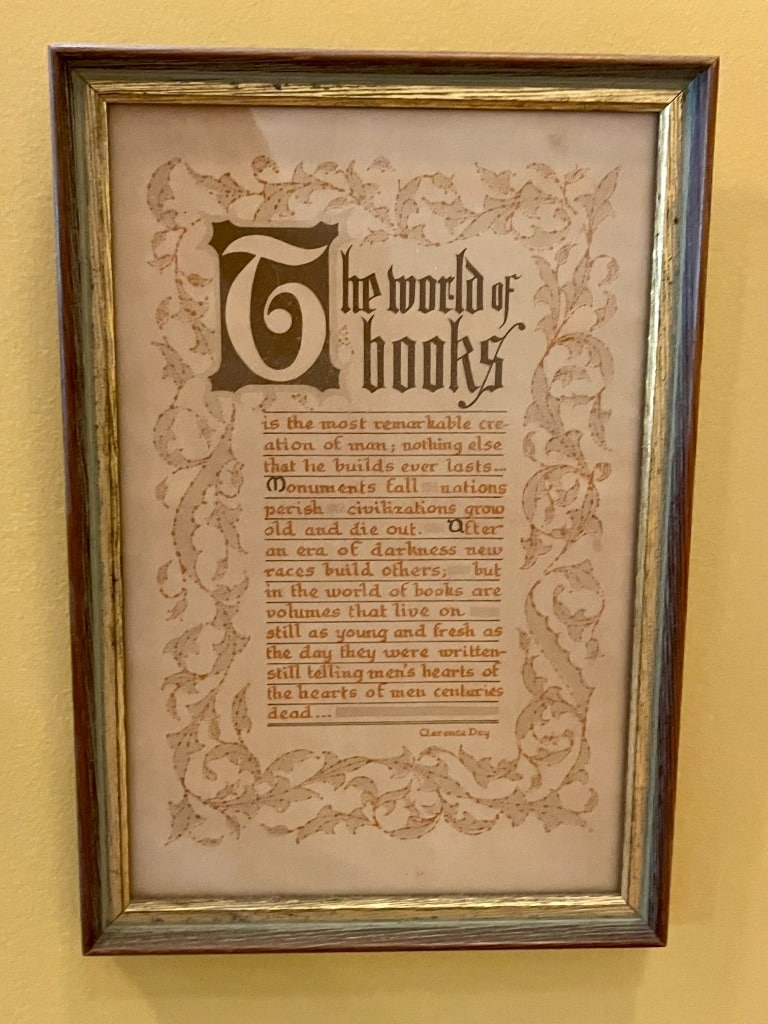 The world of
books
is the most remarkable cre-
ation of man; nothing else
that he builds ever lasts...
Monuments fall nations
perish civilizations grow
old and die out. After
an era of darkness new
races build others; but
in the world of books are
volumes that live on
still as young and fresh as
the day they were written-
still telling men's hearts of
the hearts of men centuries
dead...
Clarence Day